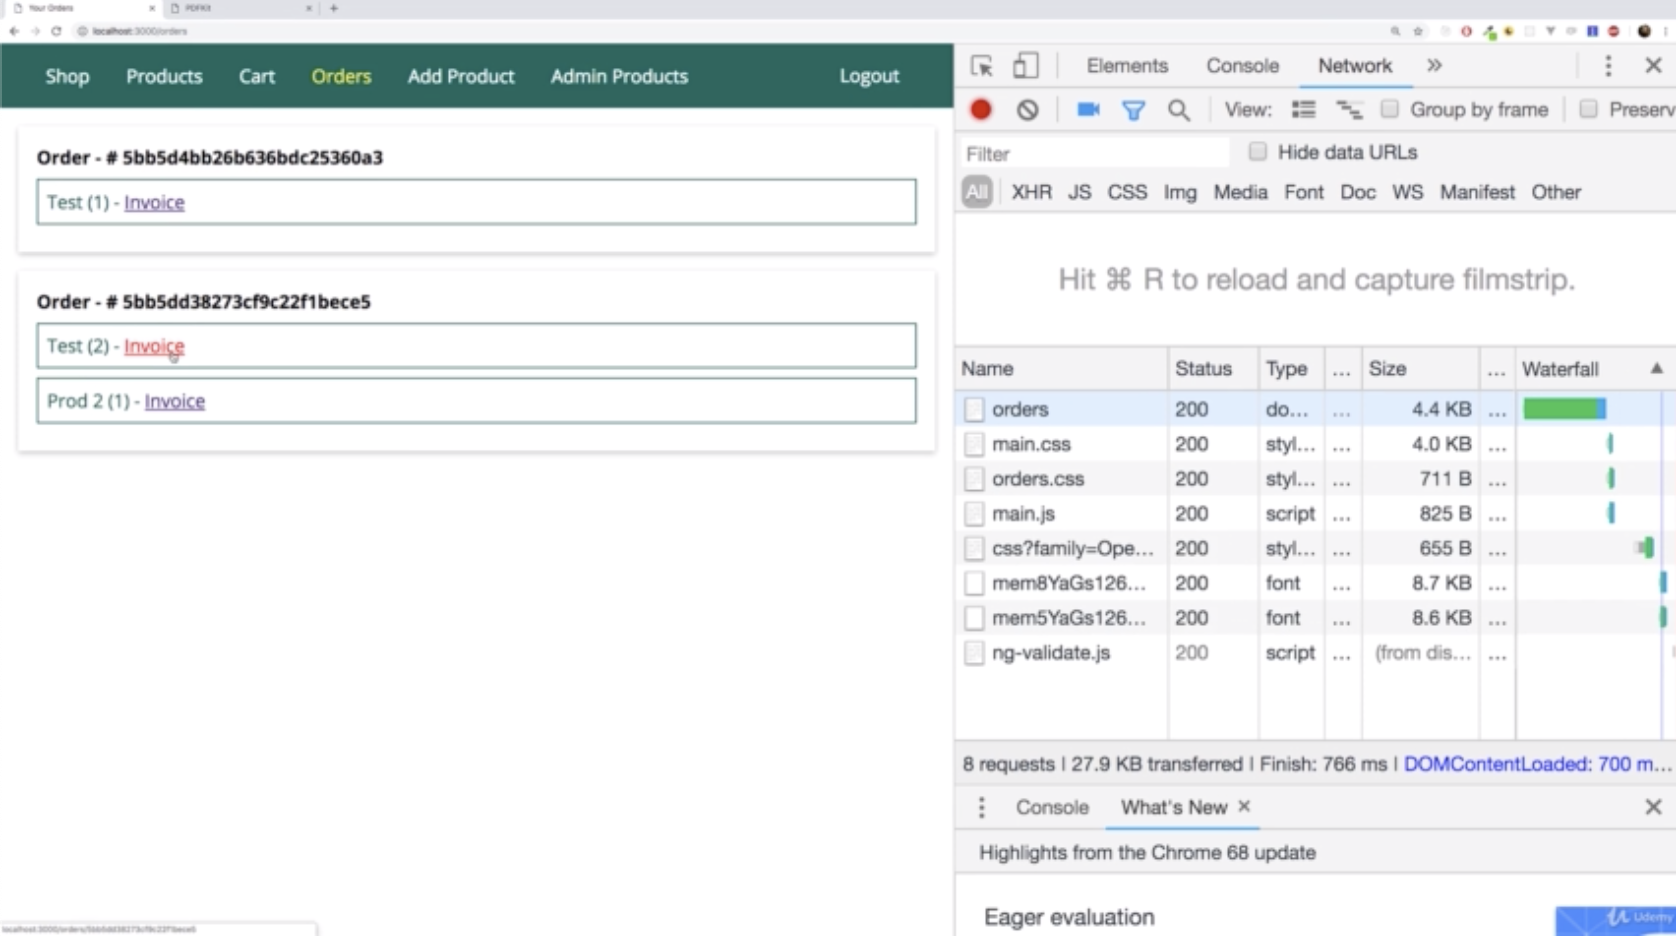 Your Orders × PDFKit × +
localhost:3000/orders
Shop Products Cart Orders Add Product Admin Products Logout
Order - # 5bb5d4bb26b636bdc25360a3
Test (1) - Invoice
Order - # 5bb5dd38273cf9c22f1bece5
Test (2) - Invoice
Prod 2 (1) - Invoice
localhost:3000/orders/5bb5dd38273cf9c22f1bece5
Elements Console Network »
View: Group by frame Preserv
Filter Hide data URLs
All XHR JS CSS Img Media Font Doc WS Manifest Other
Hit ⌘ R to reload and capture filmstrip.
Name Status Type ... Size ... Waterfall ▲
orders 200 do... ... 4.4 KB ...
main.css 200 styl... ... 4.0 KB ...
orders.css 200 styl... ... 711 B ...
main.js 200 script ... 825 B ...
css?family=Ope... 200 styl... ... 655 B ...
mem8YaGs126... 200 font ... 8.7 KB ...
mem5YaGs126... 200 font ... 8.6 KB ...
ng-validate.js 200 script ... (from dis... ...
8 requests | 27.9 KB transferred | Finish: 766 ms | DOMContentLoaded: 700 m...
Console What's New ×
Highlights from the Chrome 68 update
Eager evaluation
Udemy